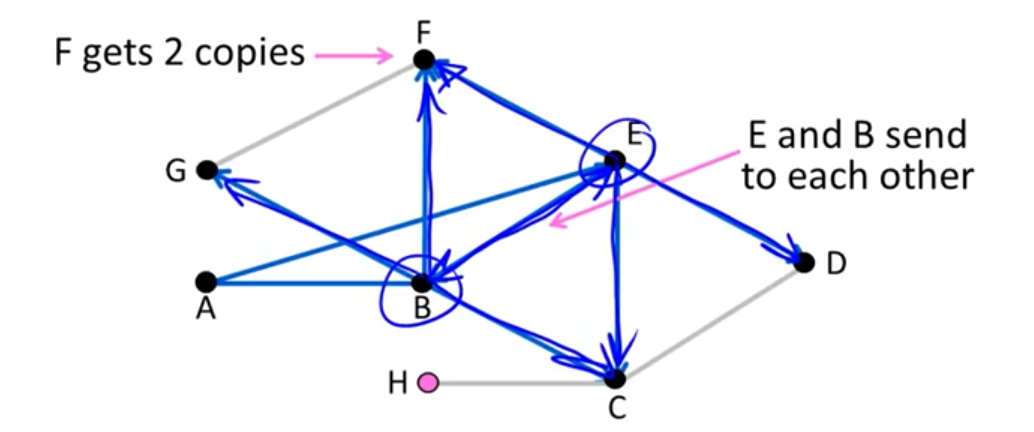 F
F gets 2 copies
E
E and B send
to each other
G
D
A
B
H
C